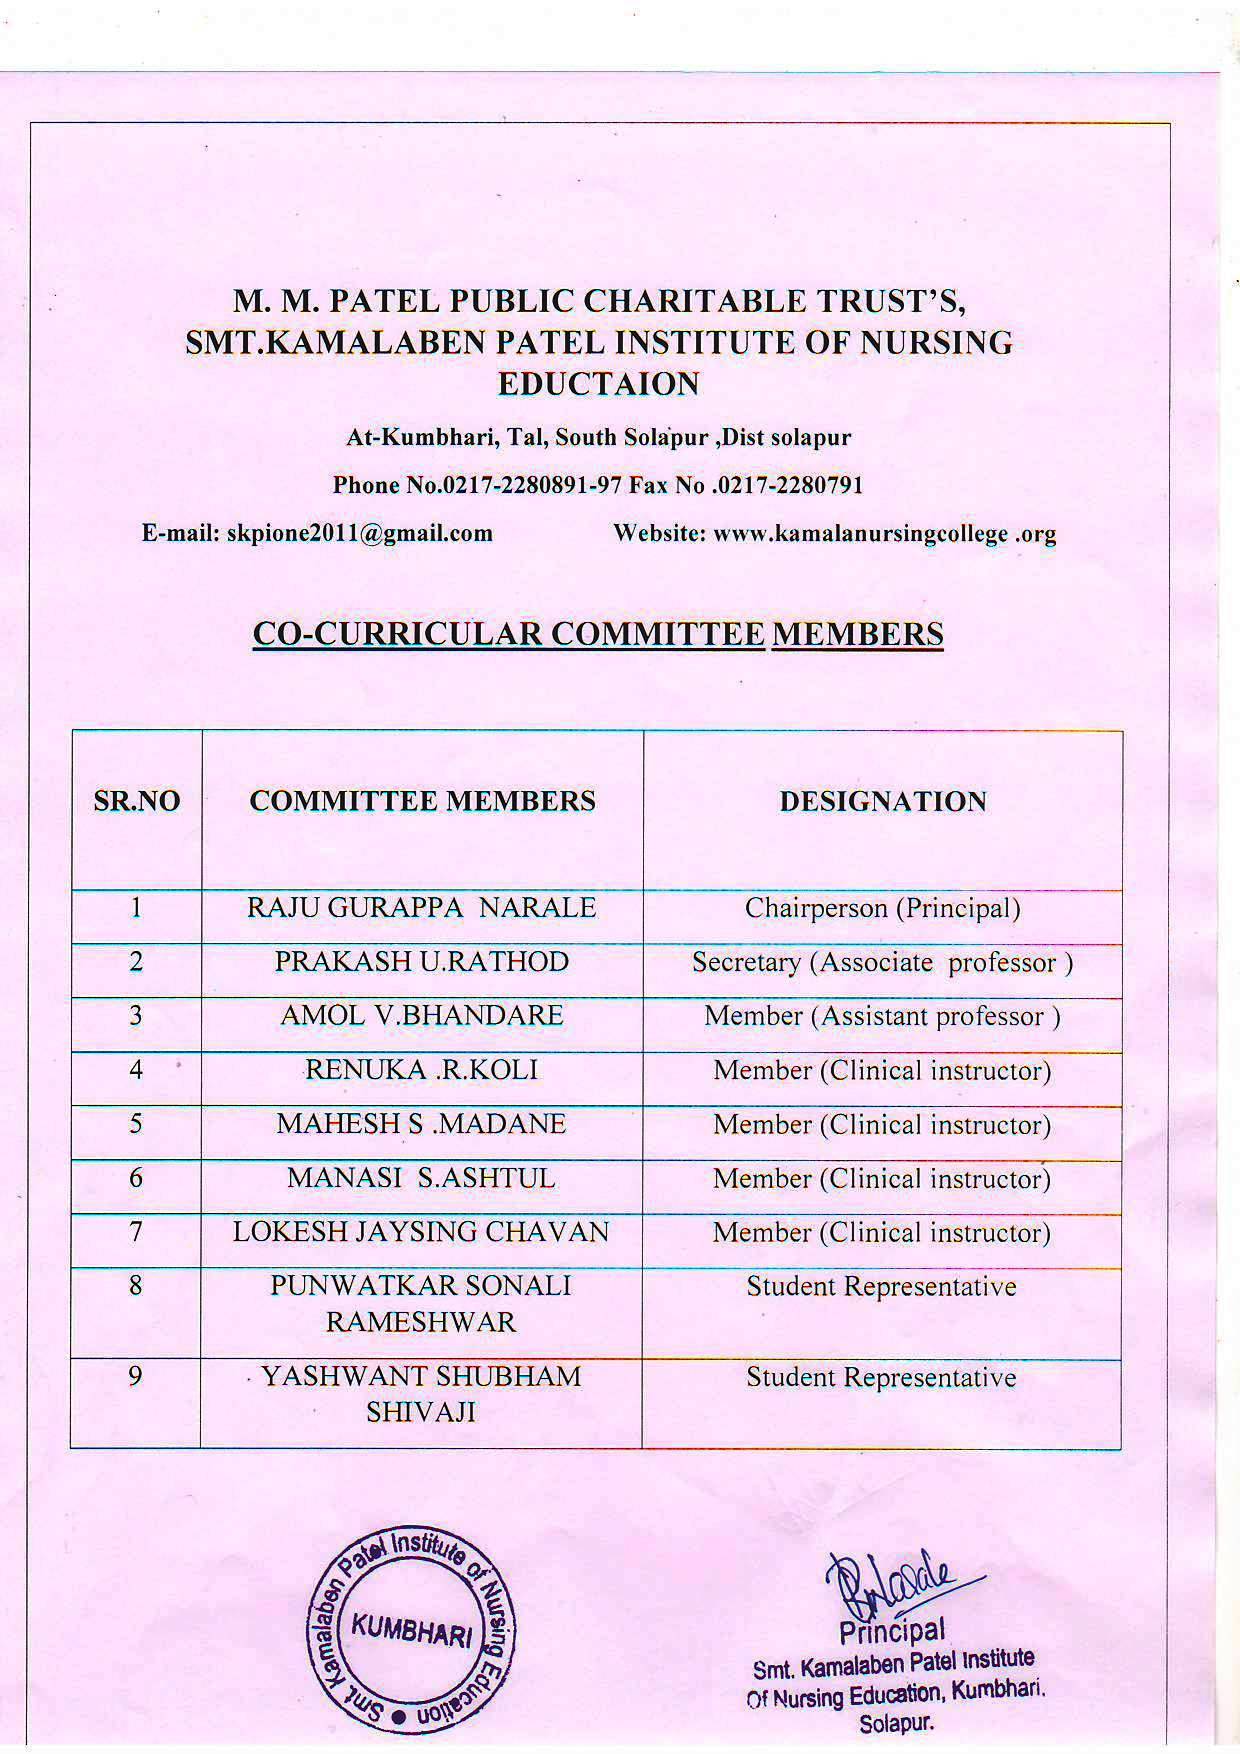 M. M. PATEL PUBLIC CHARITABLE TRUST'S,
SMT.KAMALABEN PATEL INSTITUTE OF NURSING
EDUCTAION
At-Kumbhari, Tal, South Solapur ,Dist solapur
Phone No.0217-2280891-97 Fax No .0217-2280791
E-mail: skpione2011@gmail.com Website: www.kamalanursingcollege .org
CO-CURRICULAR COMMITTEE MEMBERS
SR.NO COMMITTEE MEMBERS DESIGNATION
1 RAJU GURAPPA NARALE Chairperson (Principal)
2 PRAKASH U.RATHOD Secretary (Associate professor )
3 AMOL V.BHANDARE Member (Assistant professor )
4 RENUKA .R.KOLI Member (Clinical instructor)
5 MAHESH S .MADANE Member (Clinical instructor)
6 MANASI S.ASHTUL Member (Clinical instructor)
7 LOKESH JAYSING CHAVAN Member (Clinical instructor)
8 PUNWATKAR SONALI Student Representative
RAMESHWAR
9 YASHWANT SHUBHAM Student Representative
SHIVAJI
Smt. Kamalaben Patel Institute of Nursing Education
KUMBHARI
Principal
Smt. Kamalaben Patel Institute
Of Nursing Education, Kumbhari.
Solapur.